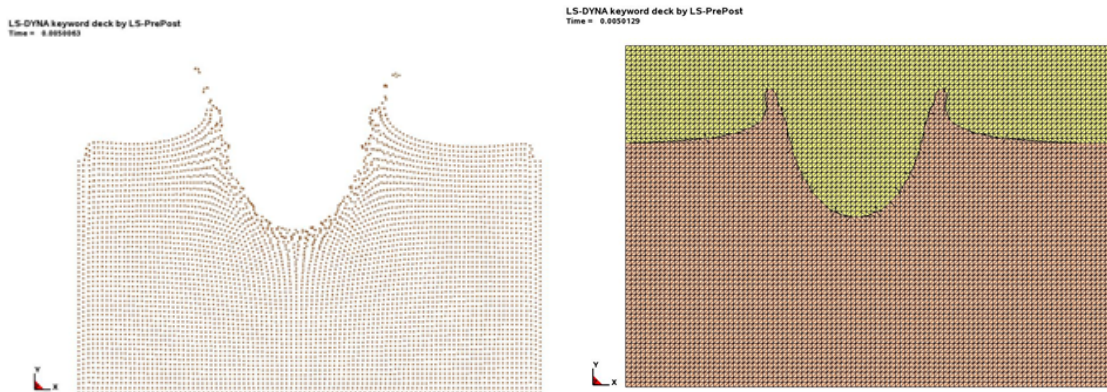 LS-DYNA keyword deck by LS-PrePost
Time = 0.0050063
Y
X
LS-DYNA keyword deck by LS-PrePost
Time = 0.0050129
Y
X